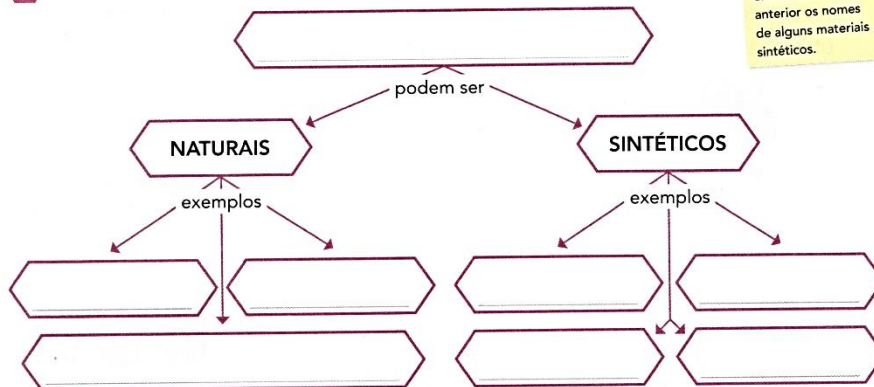 anterior os nomes
de alguns materiais
sintéticos.
podem ser
NATURAIS
SINTÉTICOS
exemplos
exemplos